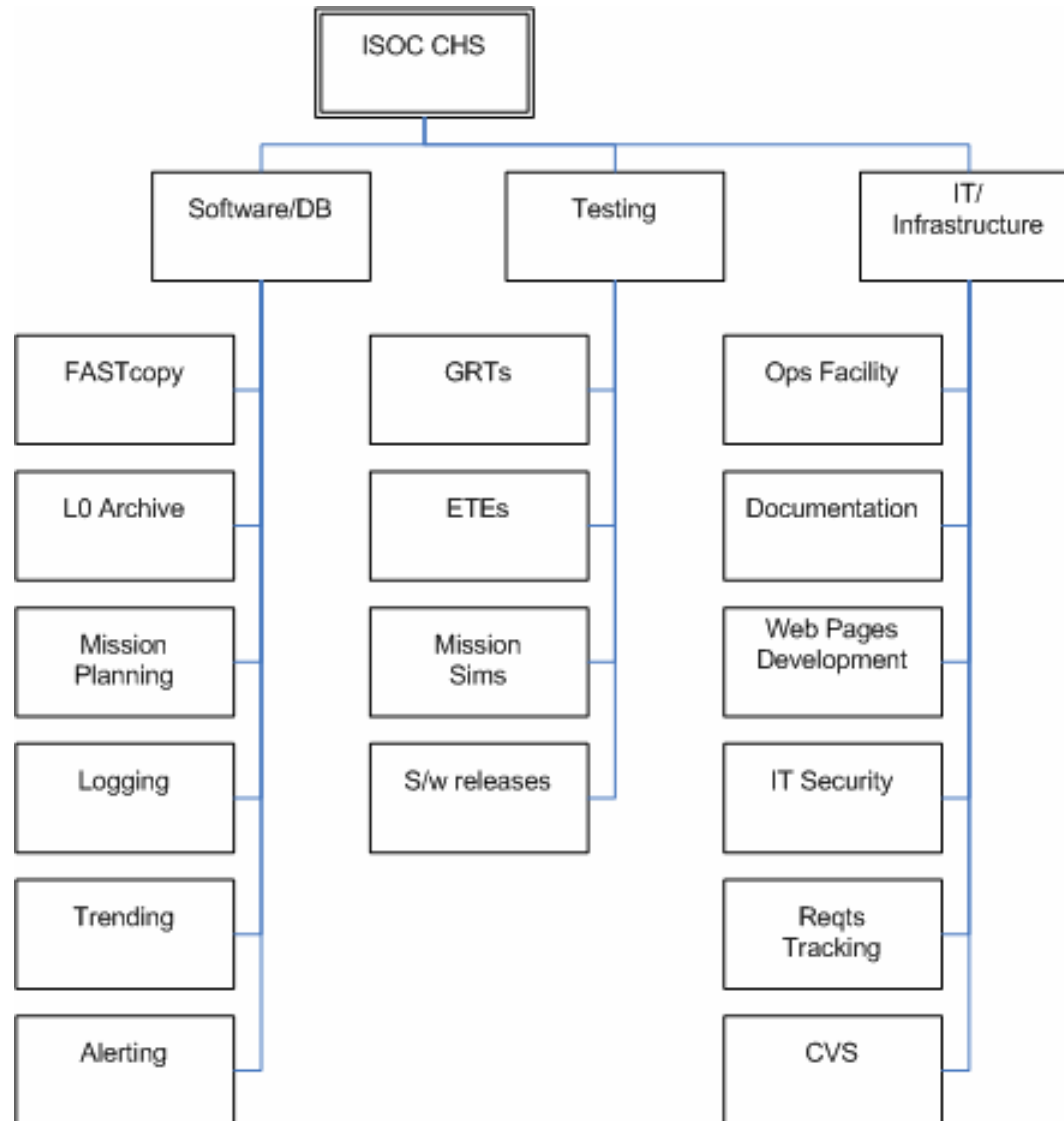 ISOC CHS
Software/DB
Testing
IT/
Infrastructure
FASTcopy
GRTs
Ops Facility
L0 Archive
ETEs
Documentation
Mission
Planning
Mission
Sims
Web Pages
Development
Logging
S/w releases
IT Security
Trending
Reqts
Tracking
Alerting
CVS